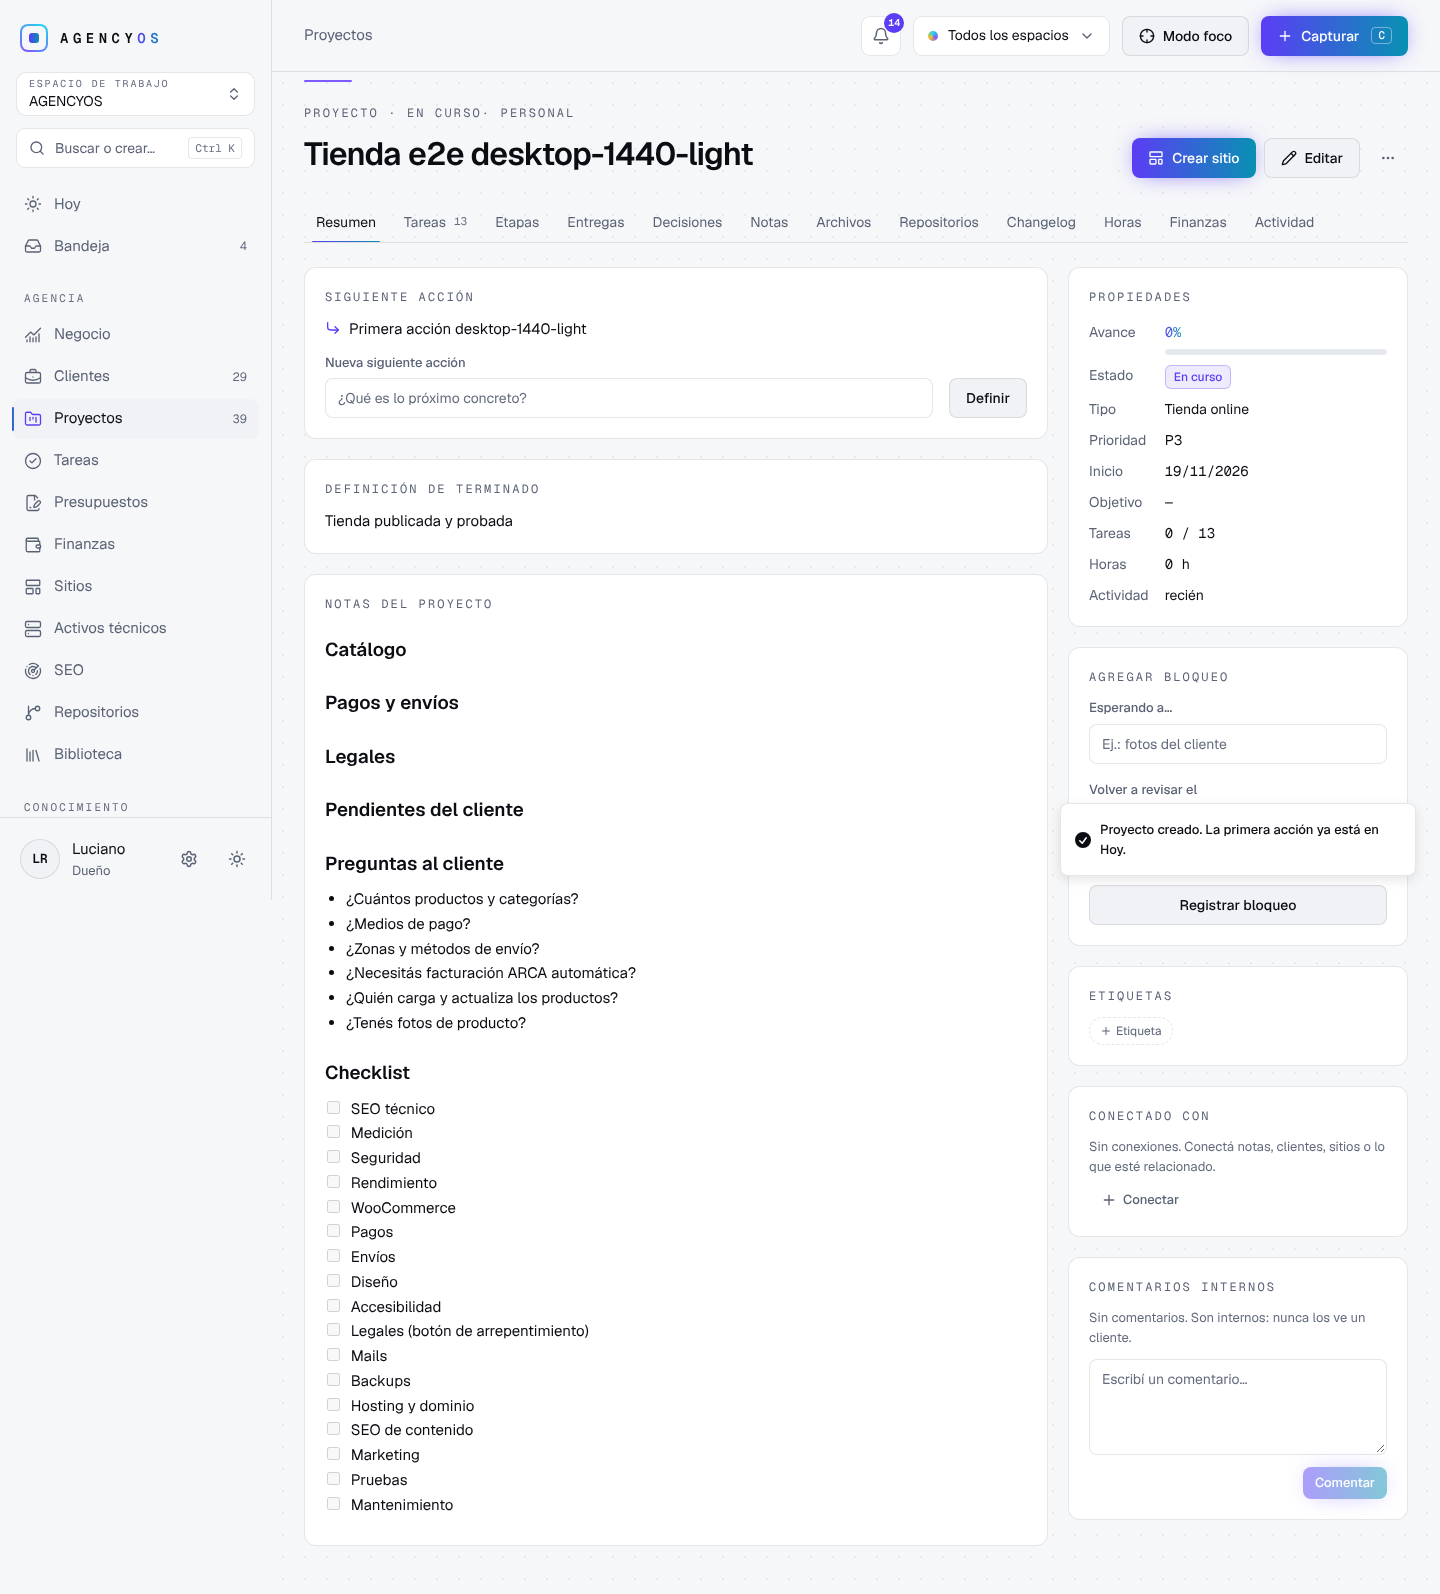 AGENCYOS
ESPACIO DE TRABAJO
AGENCYOS
Buscar o crear…
Ctrl K
Hoy
Bandeja
4
AGENCIA
Negocio
Clientes
29
Proyectos
39
Tareas
Presupuestos
Finanzas
Sitios
Activos técnicos
SEO
Repositorios
Biblioteca
CONOCIMIENTO
LR
Luciano
Dueño
Proyectos
14
Todos los espacios
Modo foco
Capturar
C
PROYECTO · EN CURSO· PERSONAL
Tienda e2e desktop-1440-light
Crear sitio
Editar
Resumen
Tareas 13
Etapas
Entregas
Decisiones
Notas
Archivos
Repositorios
Changelog
Horas
Finanzas
Actividad
SIGUIENTE ACCIÓN
Primera acción desktop-1440-light
Nueva siguiente acción
¿Qué es lo próximo concreto?
Definir
DEFINICIÓN DE TERMINADO
Tienda publicada y probada
NOTAS DEL PROYECTO
Catálogo
Pagos y envíos
Legales
Pendientes del cliente
Preguntas al cliente
• ¿Cuántos productos y categorías?
• ¿Medios de pago?
• ¿Zonas y métodos de envío?
• ¿Necesitás facturación ARCA automática?
• ¿Quién carga y actualiza los productos?
• ¿Tenés fotos de producto?
Checklist
SEO técnico
Medición
Seguridad
Rendimiento
WooCommerce
Pagos
Envíos
Diseño
Accesibilidad
Legales (botón de arrepentimiento)
Mails
Backups
Hosting y dominio
SEO de contenido
Marketing
Pruebas
Mantenimiento
PROPIEDADES
Avance 0%
Estado En curso
Tipo Tienda online
Prioridad P3
Inicio 19/11/2026
Objetivo —
Tareas 0 / 13
Horas 0 h
Actividad recién
AGREGAR BLOQUEO
Esperando a…
Ej.: fotos del cliente
Volver a revisar el
Proyecto creado. La primera acción ya está en
Hoy.
Registrar bloqueo
ETIQUETAS
+ Etiqueta
CONECTADO CON
Sin conexiones. Conectá notas, clientes, sitios o lo
que esté relacionado.
+ Conectar
COMENTARIOS INTERNOS
Sin comentarios. Son internos: nunca los ve un
cliente.
Escribí un comentario…
Comentar